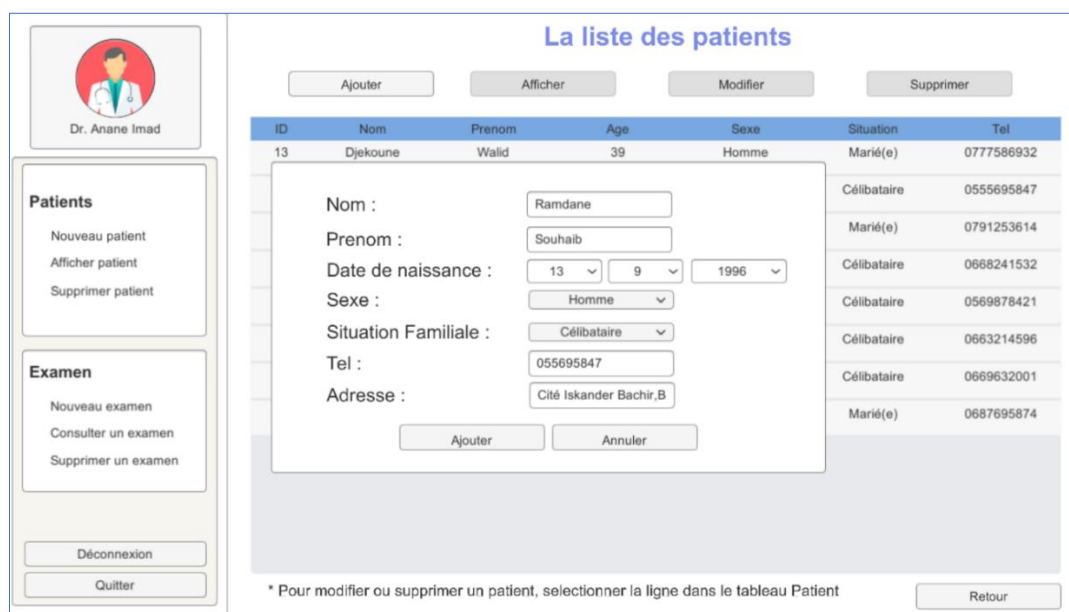 La liste des patients
Ajouter Afficher Modifier Supprimer
Dr. Anane Imad
Patients
Nouveau patient
Afficher patient
Supprimer patient
Examen
Nouveau examen
Consulter un examen
Supprimer un examen
Déconnexion
Quitter
ID Nom Prenom Age Sexe Situation Tel
13 Djekoune Walid 39 Homme Marié(e) 0777586932
Célibataire 0555695847
Marié(e) 0791253614
Célibataire 0668241532
Célibataire 0569878421
Célibataire 0663214596
Célibataire 0669632001
Marié(e) 0687695874
Nom : Ramdane
Prenom : Souhaib
Date de naissance : 13 9 1996
Sexe : Homme
Situation Familiale : Célibataire
Tel : 055695847
Adresse : Cité Iskander Bachir,B
Ajouter Annuler
* Pour modifier ou supprimer un patient, selectionner la ligne dans le tableau Patient
Retour